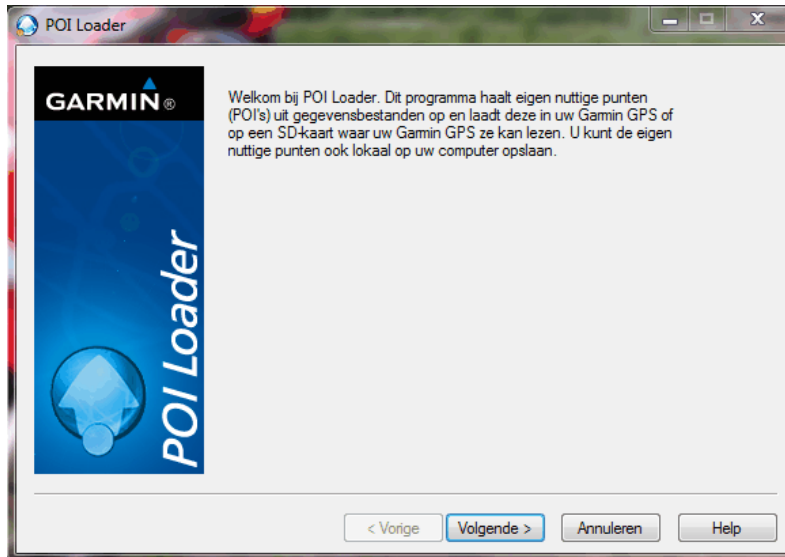 POI Loader
GARMIN®
Welkom bij POI Loader. Dit programma haalt eigen nuttige punten
(POI's) uit gegevensbestanden op en laadt deze in uw Garmin GPS of
op een SD-kaart waar uw Garmin GPS ze kan lezen. U kunt de eigen
nuttige punten ook lokaal op uw computer opslaan.
POI Loader
< Vorige
Volgende >
Annuleren
Help